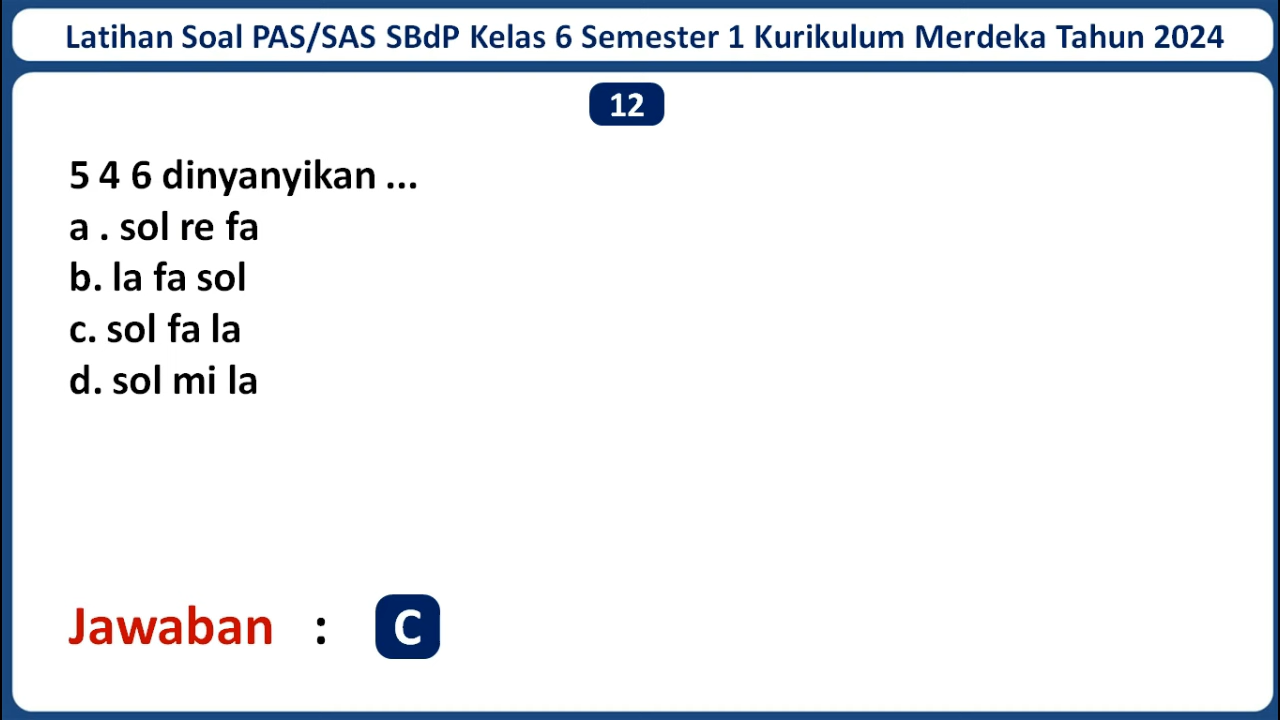 Latihan Soal PAS/SAS SBdP Kelas 6 Semester 1 Kurikulum Merdeka Tahun 2024
12
5 4 6 dinyanyikan ...
a . sol re fa
b. la fa sol
c. sol fa la
d. sol mi la
Jawaban : C